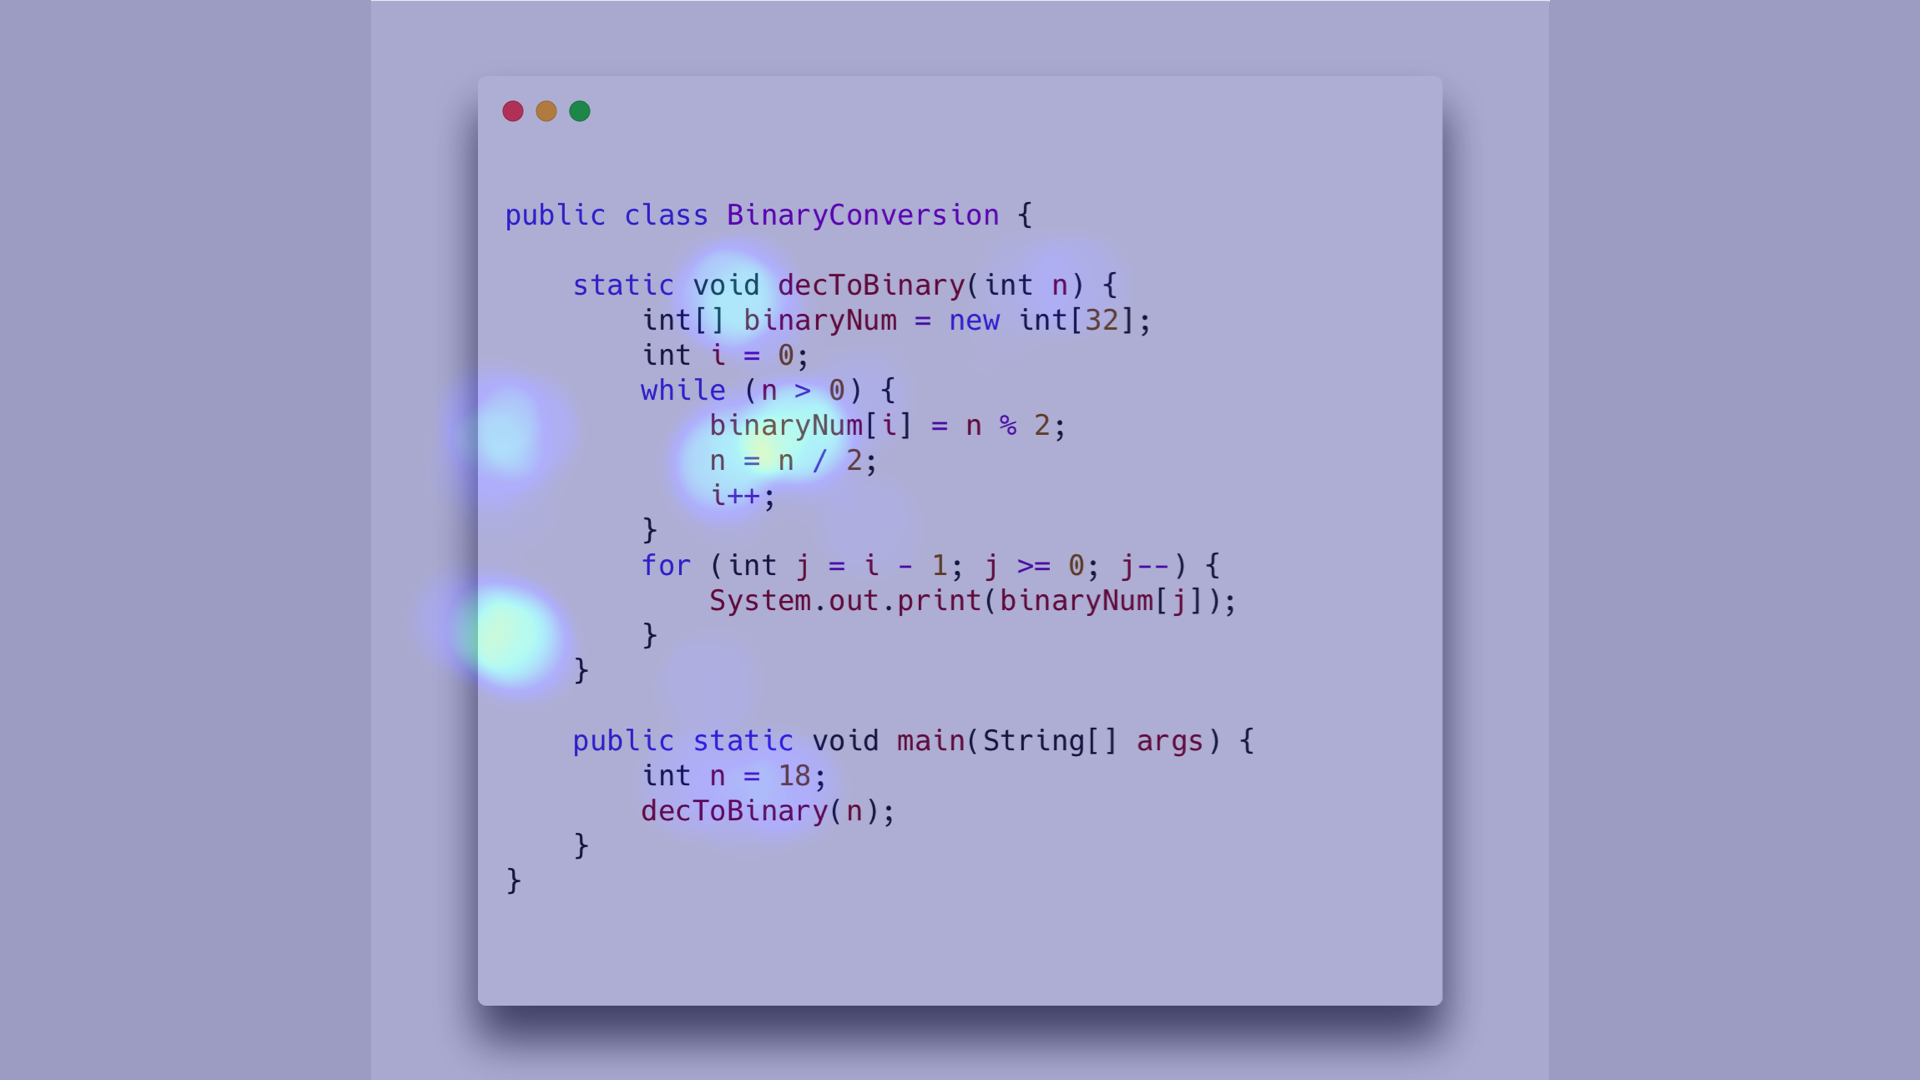 public class BinaryConversion {
static void decToBinary(int n) {
int[] binaryNum = new int[32];
int i = 0;
while (n > 0) {
binaryNum[i] = n % 2;
n = n / 2;
i++;
}
for (int j = i - 1; j >= 0; j--) {
System.out.print(binaryNum[j]);
}
}
public static void main(String[] args) {
int n = 18;
decToBinary(n);
}
}